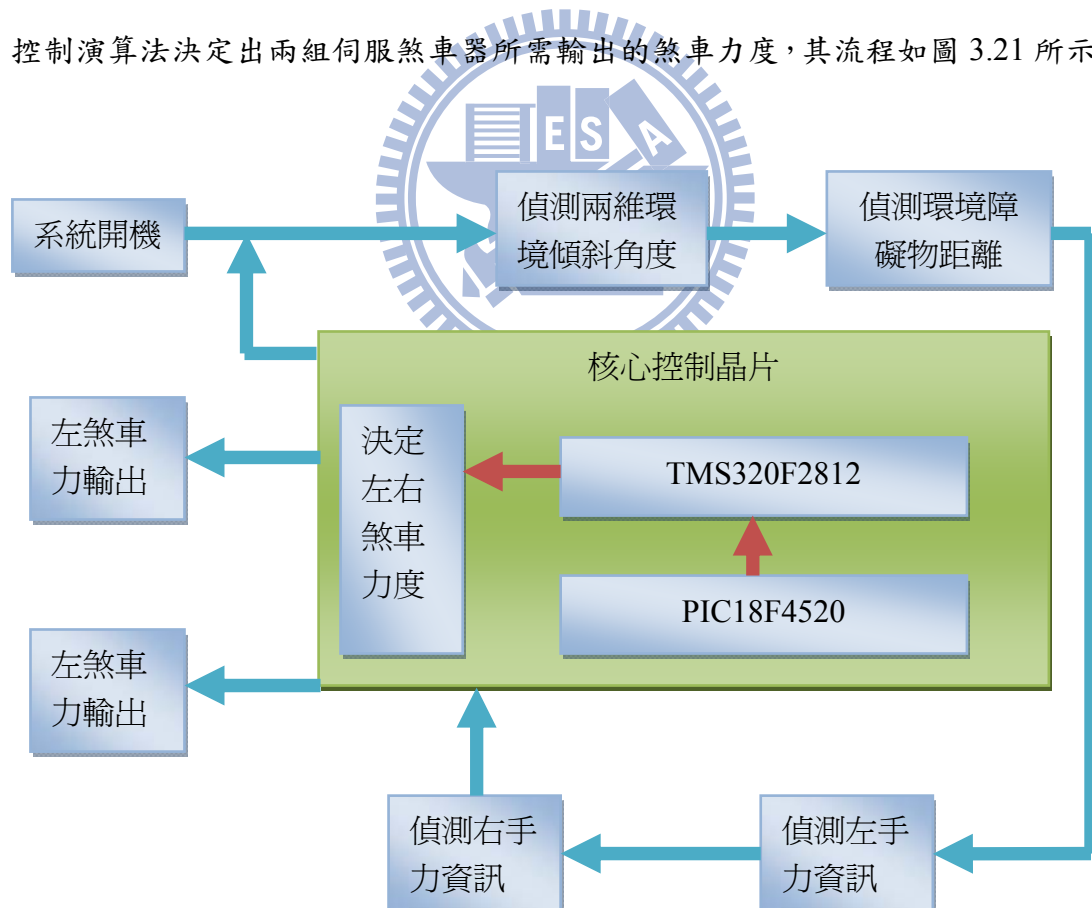 控制演算法決定出兩組伺服煞車器所需輸出的煞車力度，其流程如圖 3.21 所示
E S A
系統開機
偵測兩維環
境傾斜角度
偵測環境障
礙物距離
核心控制晶片
左煞車
力輸出
決定
左右
煞車
力度
TMS320F2812
PIC18F4520
左煞車
力輸出
偵測右手
力資訊
偵測左手
力資訊